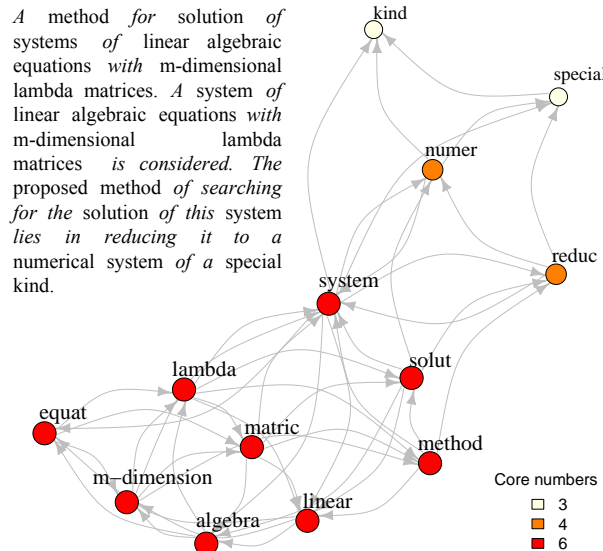 A method for solution of
systems of linear algebraic
equations with m-dimensional
lambda matrices. A system of
linear algebraic equations with
m-dimensional lambda
matrices is considered. The
proposed method of searching
for the solution of this system
lies in reducing it to a
numerical system of a special
kind.
kind
special
numer
reduc
system
solut
lambda
equat
matric
method
m-dimension
linear
algebra
Core numbers
3
4
6